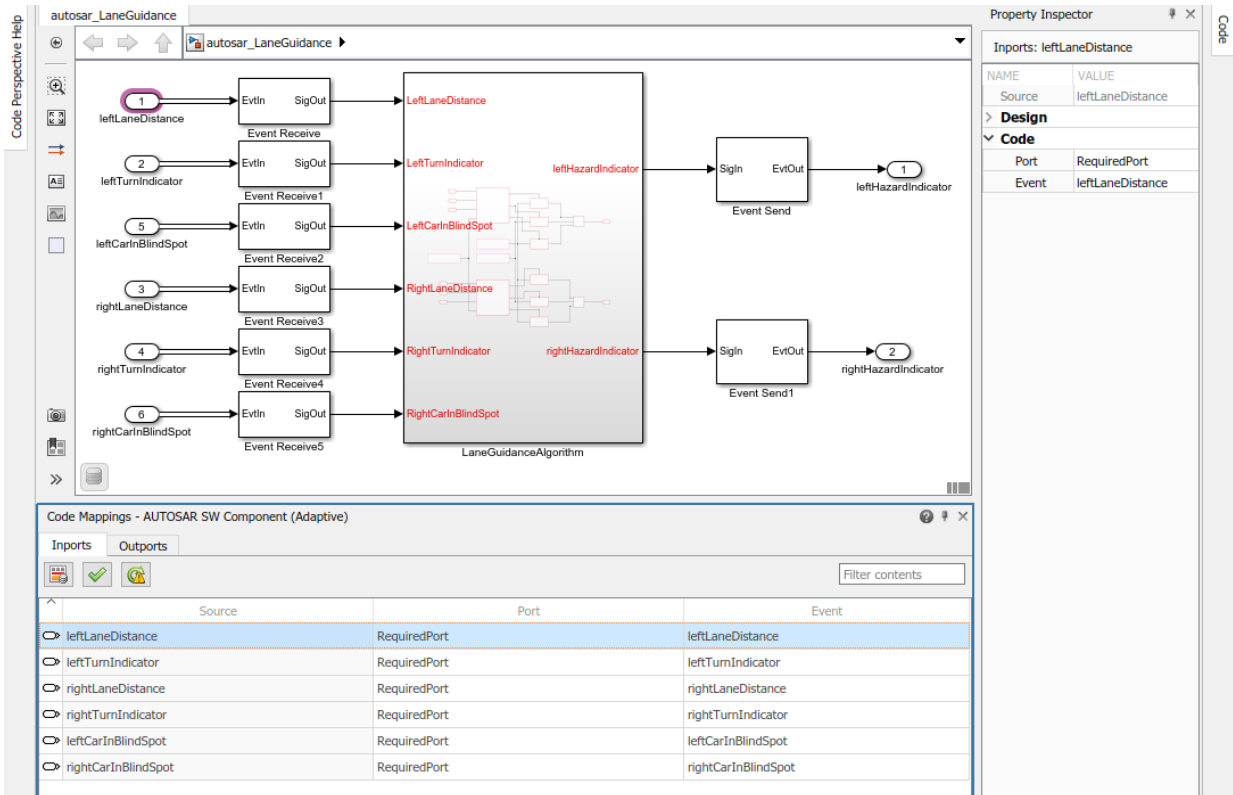 Code Perspective Help
autosar_LaneGuidance
autosar_LaneGuidance
1
leftLaneDistance
EvtIn SigOut
Event Receive
2
leftTurnIndicator
EvtIn SigOut
Event Receive1
5
leftCarInBlindSpot
EvtIn SigOut
Event Receive2
3
rightLaneDistance
EvtIn SigOut
Event Receive3
4
rightTurnIndicator
EvtIn SigOut
Event Receive4
6
rightCarInBlindSpot
EvtIn SigOut
Event Receive5
LeftLaneDistance
LeftTurnIndicator
LeftCarInBlindSpot
RightLaneDistance
RightTurnIndicator
RightCarInBlindSpot
leftHazardIndicator
rightHazardIndicator
LaneGuidanceAlgorithm
SigIn EvtOut
Event Send
1
leftHazardIndicator
SigIn EvtOut
Event Send1
2
rightHazardIndicator
Property Inspector
Inports: leftLaneDistance
NAME VALUE
Source leftLaneDistance
Design
Code
Port RequiredPort
Event leftLaneDistance
Code
Code Mappings - AUTOSAR SW Component (Adaptive)
Inports Outports
Filter contents
Source Port Event
leftLaneDistance RequiredPort leftLaneDistance
leftTurnIndicator RequiredPort leftTurnIndicator
rightLaneDistance RequiredPort rightLaneDistance
rightTurnIndicator RequiredPort rightTurnIndicator
leftCarInBlindSpot RequiredPort leftCarInBlindSpot
rightCarInBlindSpot RequiredPort rightCarInBlindSpot